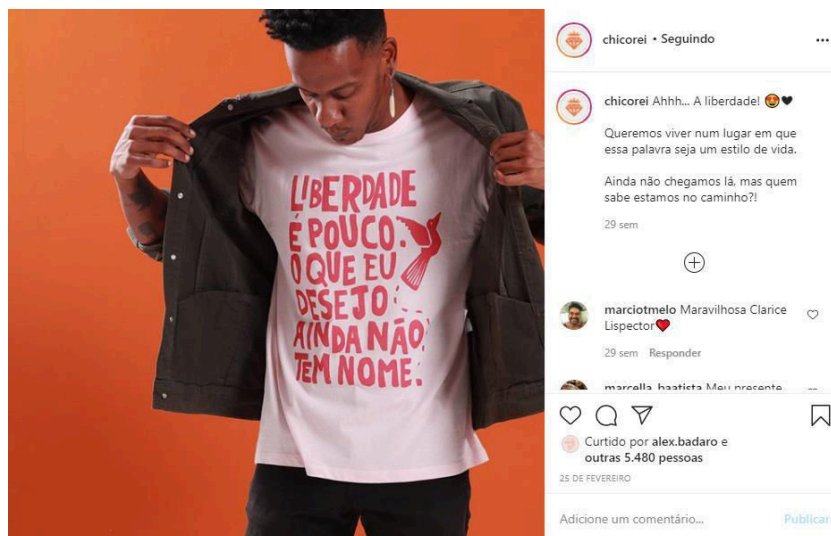 LIBERDADE
É POUCO.
O QUE EU
DESEJO
AINDA NÃO
TEM NOME.
chicorei • Seguindo
chicorei Ahhh... A liberdade! 😍🖤
Queremos viver num lugar em que
essa palavra seja um estilo de vida.
Ainda não chegamos lá, mas quem
sabe estamos no caminho?!
29 sem
marciotmelo Maravilhosa Clarice
Lispector❤️
29 sem Responder
marcella_baatista Meu presente
Curtido por alex.badaro e
outras 5.480 pessoas
25 DE FEVEREIRO
Adicione um comentário... Publicar